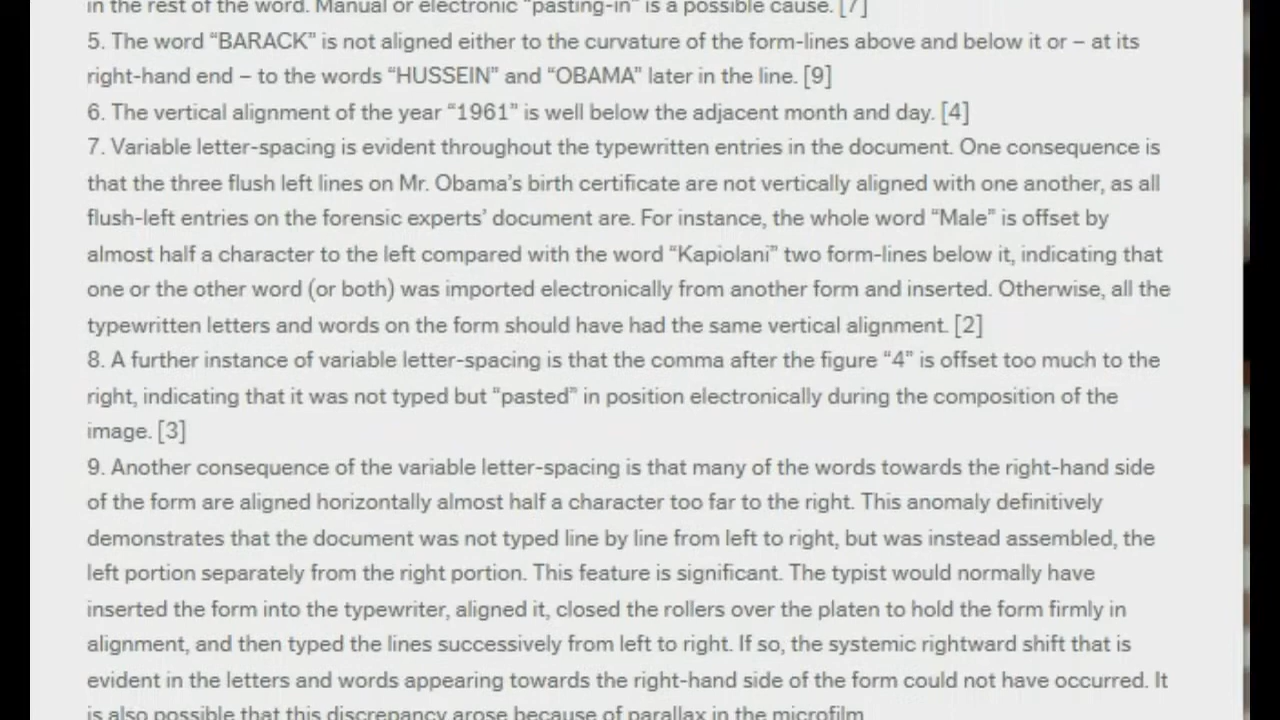 in the rest of the word. Manual or electronic “pasting-in” is a possible cause. [7]
5. The word “BARACK” is not aligned either to the curvature of the form-lines above and below it or – at its
right-hand end – to the words “HUSSEIN” and “OBAMA” later in the line. [9]
6. The vertical alignment of the year “1961” is well below the adjacent month and day. [4]
7. Variable letter-spacing is evident throughout the typewritten entries in the document. One consequence is
that the three flush left lines on Mr. Obama’s birth certificate are not vertically aligned with one another, as all
flush-left entries on the forensic experts’ document are. For instance, the whole word “Male” is offset by
almost half a character to the left compared with the word “Kapiolani” two form-lines below it, indicating that
one or the other word (or both) was imported electronically from another form and inserted. Otherwise, all the
typewritten letters and words on the form should have had the same vertical alignment. [2]
8. A further instance of variable letter-spacing is that the comma after the figure “4” is offset too much to the
right, indicating that it was not typed but “pasted” in position electronically during the composition of the
image. [3]
9. Another consequence of the variable letter-spacing is that many of the words towards the right-hand side
of the form are aligned horizontally almost half a character too far to the right. This anomaly definitively
demonstrates that the document was not typed line by line from left to right, but was instead assembled, the
left portion separately from the right portion. This feature is significant. The typist would normally have
inserted the form into the typewriter, aligned it, closed the rollers over the platen to hold the form firmly in
alignment, and then typed the lines successively from left to right. If so, the systemic rightward shift that is
evident in the letters and words appearing towards the right-hand side of the form could not have occurred. It
is also possible that this discrepancy arose because of parallax in the microfilm